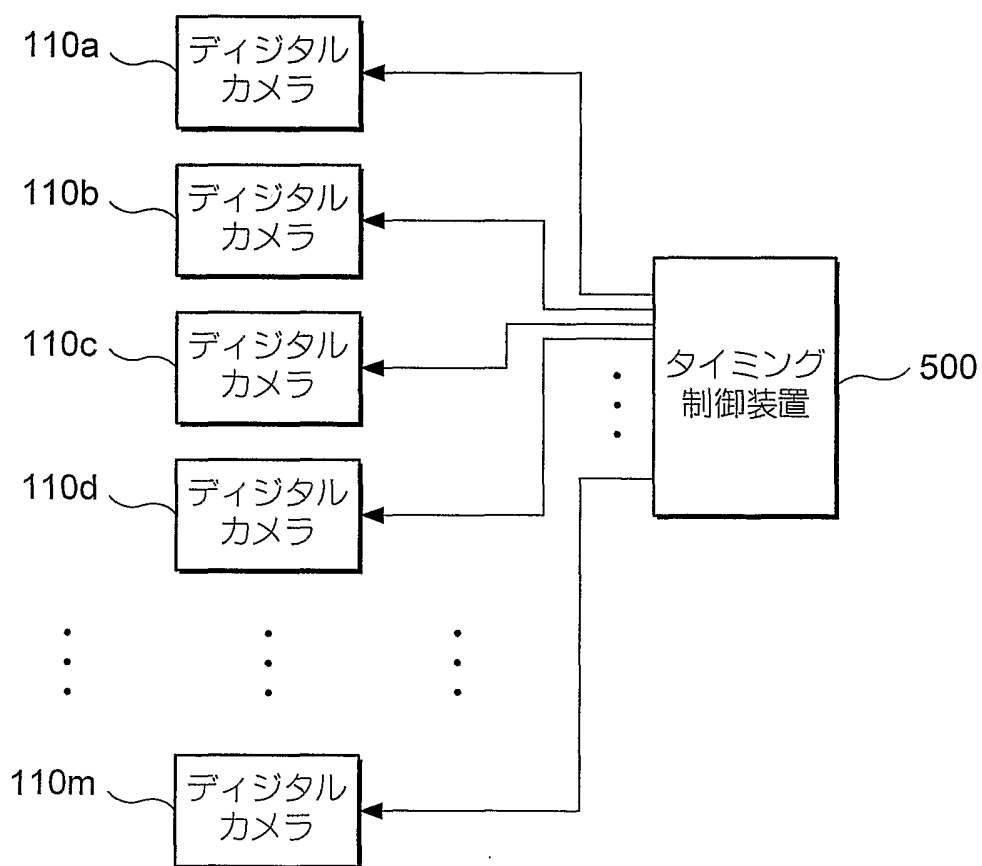 110a
ディジタル
カメラ
110b
ディジタル
カメラ
110c
ディジタル
カメラ
タイミング
制御装置
500
110d
ディジタル
カメラ
110m
ディジタル
カメラ